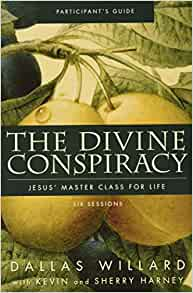 PARTICIPANT'S GUIDE
THE DIVINE
CONSPIRACY
JESUS' MASTER CLASS FOR LIFE
SIX SESSIONS
DALLAS WILLARD
with KEVIN and SHERRY HARNEY